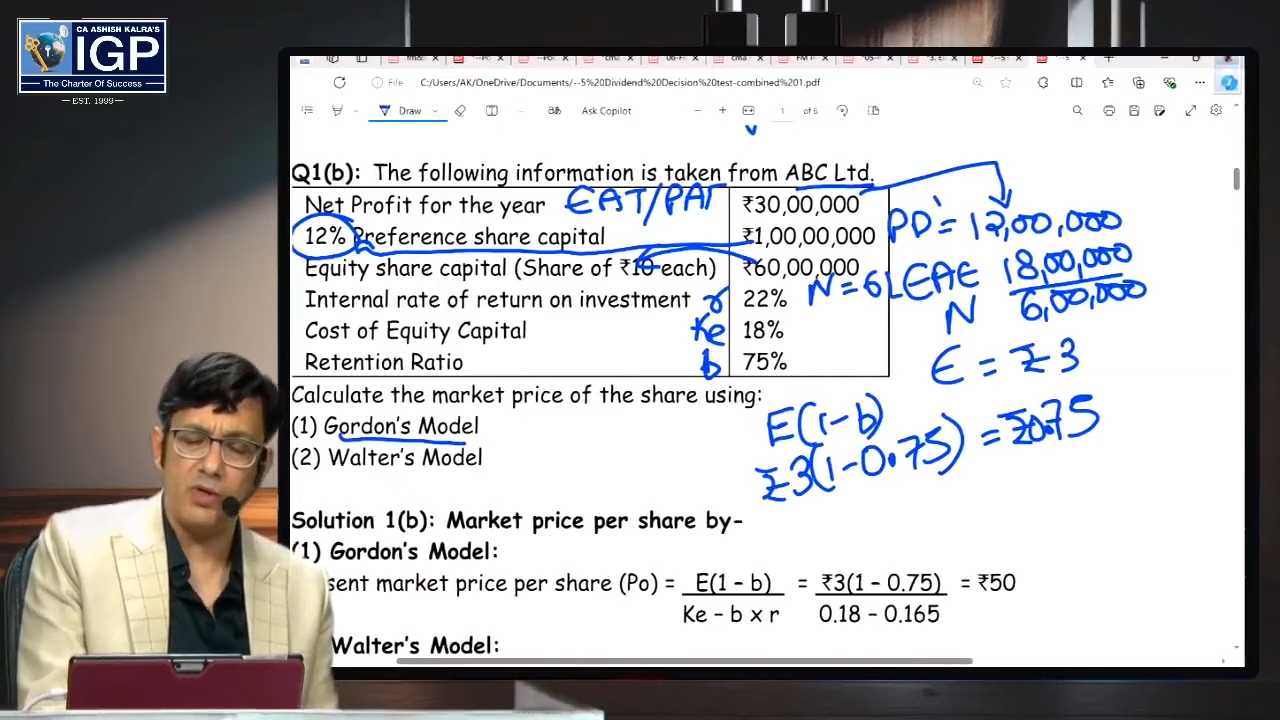 CA ASHISH KALRA'S
IGP
The Charter Of Success
EST. 1999
File C:/Users/AK/OneDrive/Documents/--5%20Dividend%20Decision%20test-combined%201.pdf
Draw Ask Copilot 1 of 6
Q1(b): The following information is taken from ABC Ltd.
Net Profit for the year EAT/PAT ₹30,00,000
PD = 12,00,000
12% Preference share capital ₹1,00,00,000
Equity share capital (Share of ₹10 each) ₹60,00,000
N = 6L EAE 18,00,000
Internal rate of return on investment r 22%
N 6,00,000
Cost of Equity Capital Ke 18%
Retention Ratio b 75%
E = ₹3
Calculate the market price of the share using:
(1) Gordon's Model
E(1-b)
(2) Walter's Model
₹3(1-0.75) = ₹0.75
Solution 1(b): Market price per share by-
(1) Gordon's Model:
sent market price per share (Po) = E(1 - b) = ₹3(1 - 0.75) = ₹50
Ke - b x r 0.18 - 0.165
Walter's Model: